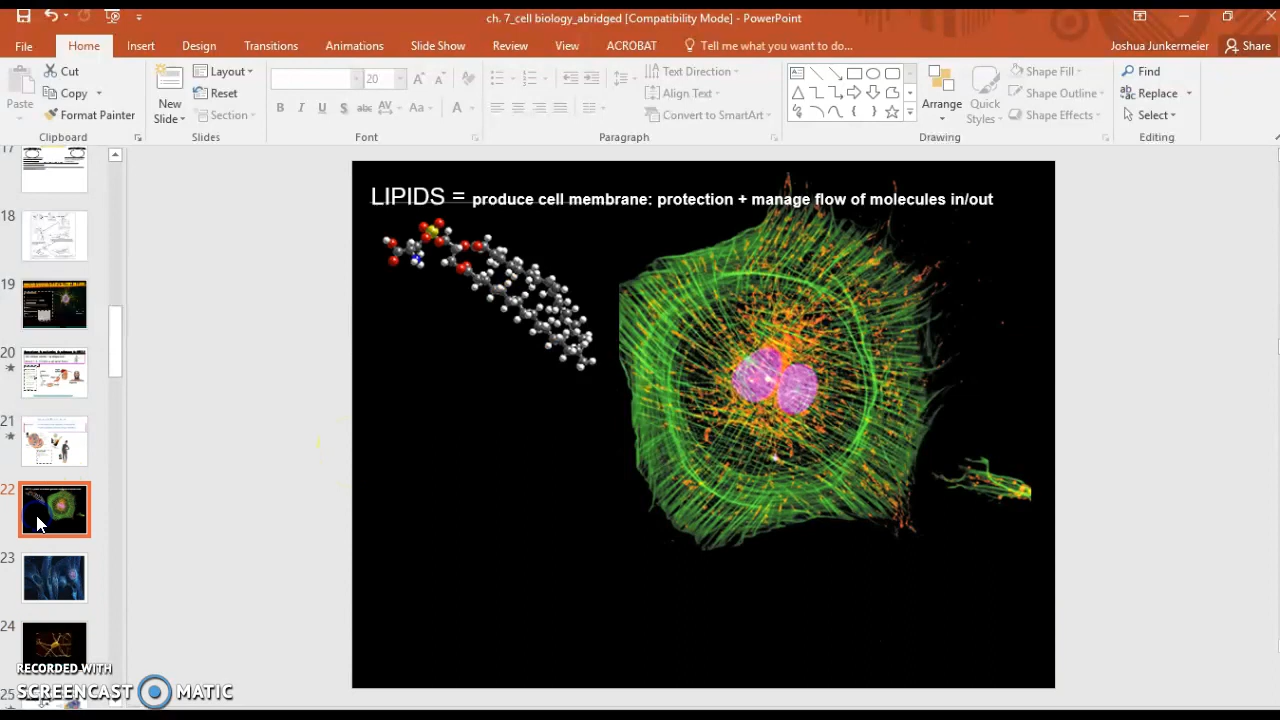 ch. 7_cell biology_abridged [Compatibility Mode] - PowerPoint
File Home Insert Design Transitions Animations Slide Show Review View ACROBAT Tell me what you want to do... Joshua Junkermeier Share
Paste
Cut
Copy
Format Painter
Clipboard
New Slide
Layout
Reset
Section
Slides
20
B I U S abc AV Aa A
Font
Text Direction
Align Text
Convert to SmartArt
Paragraph
Arrange
Quick Styles
Shape Fill
Shape Outline
Shape Effects
Drawing
Find
Replace
Select
Editing
17
18
19
20
21
22
23
24
25
LIPIDS = produce cell membrane: protection + manage flow of molecules in/out
RECORDED WITH
SCREENCAST MATIC